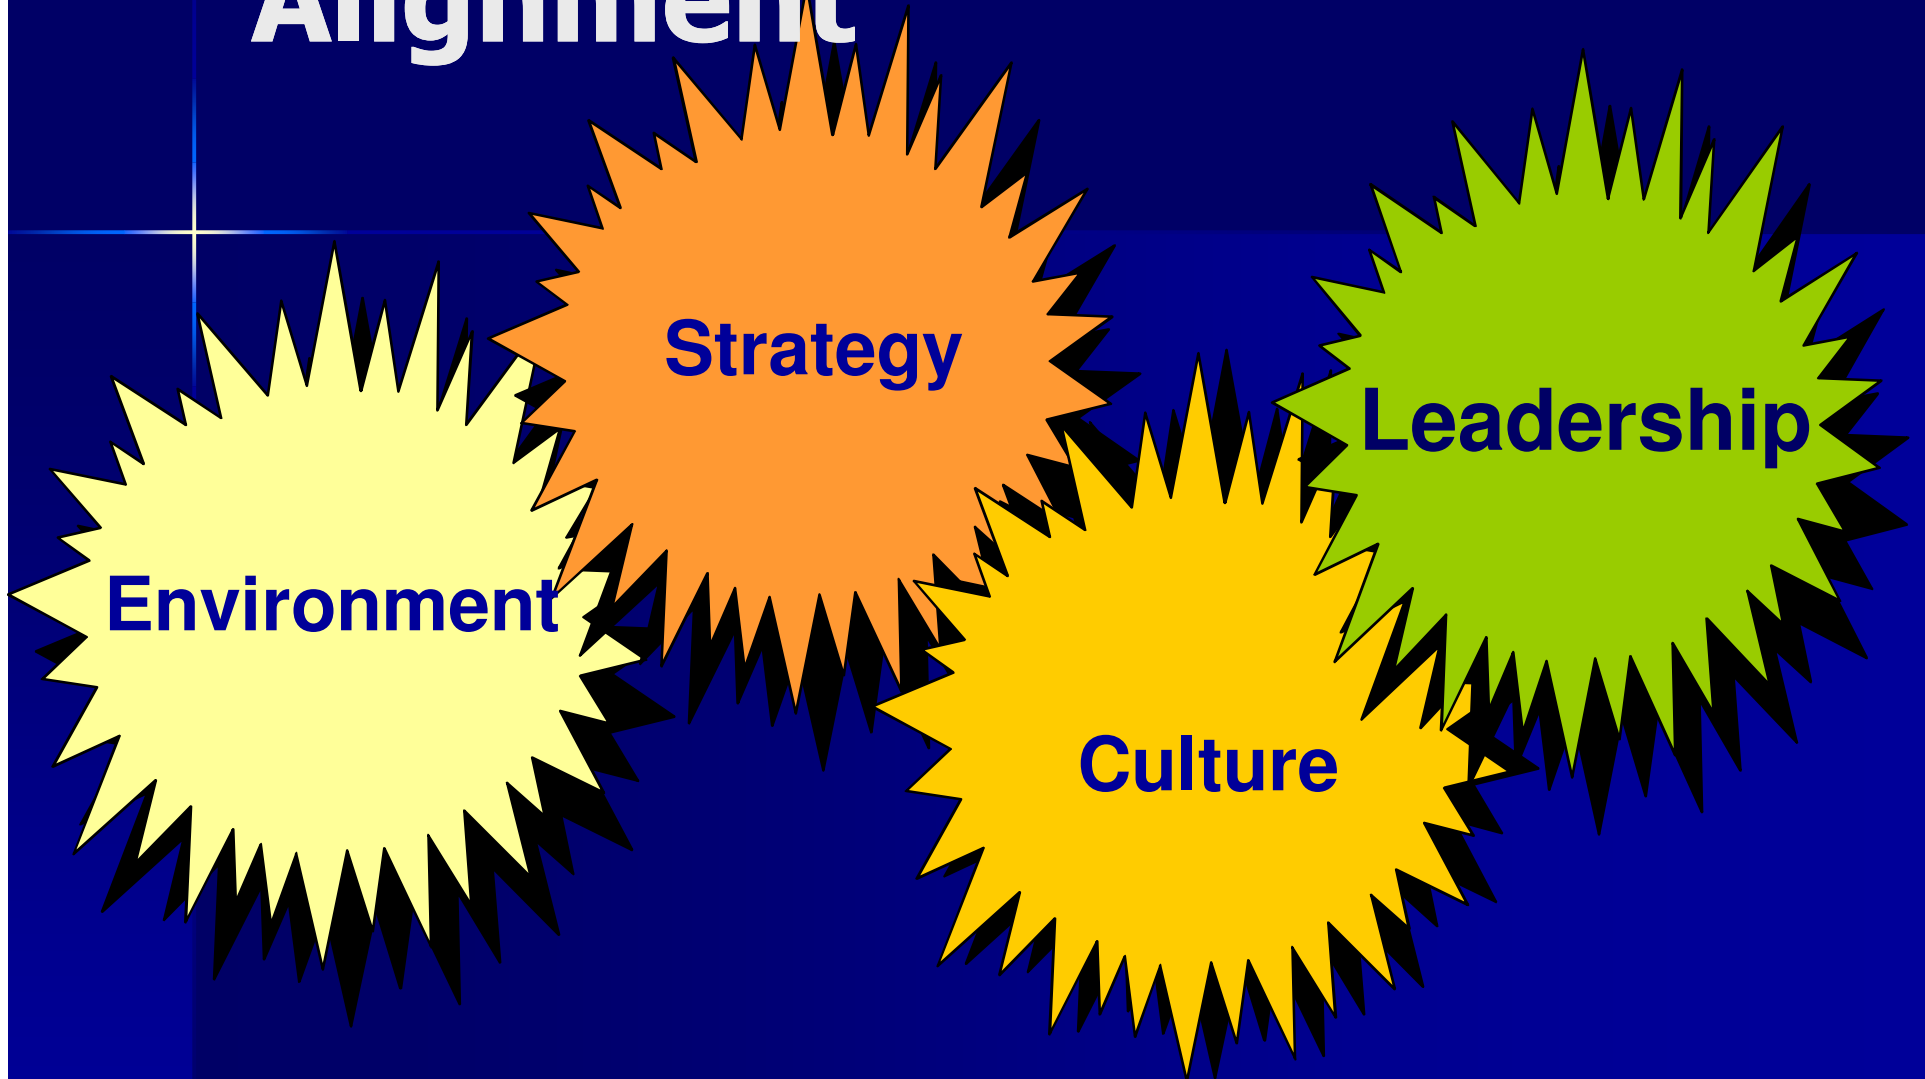 Alignment
Strategy
Leadership
Environment
Culture